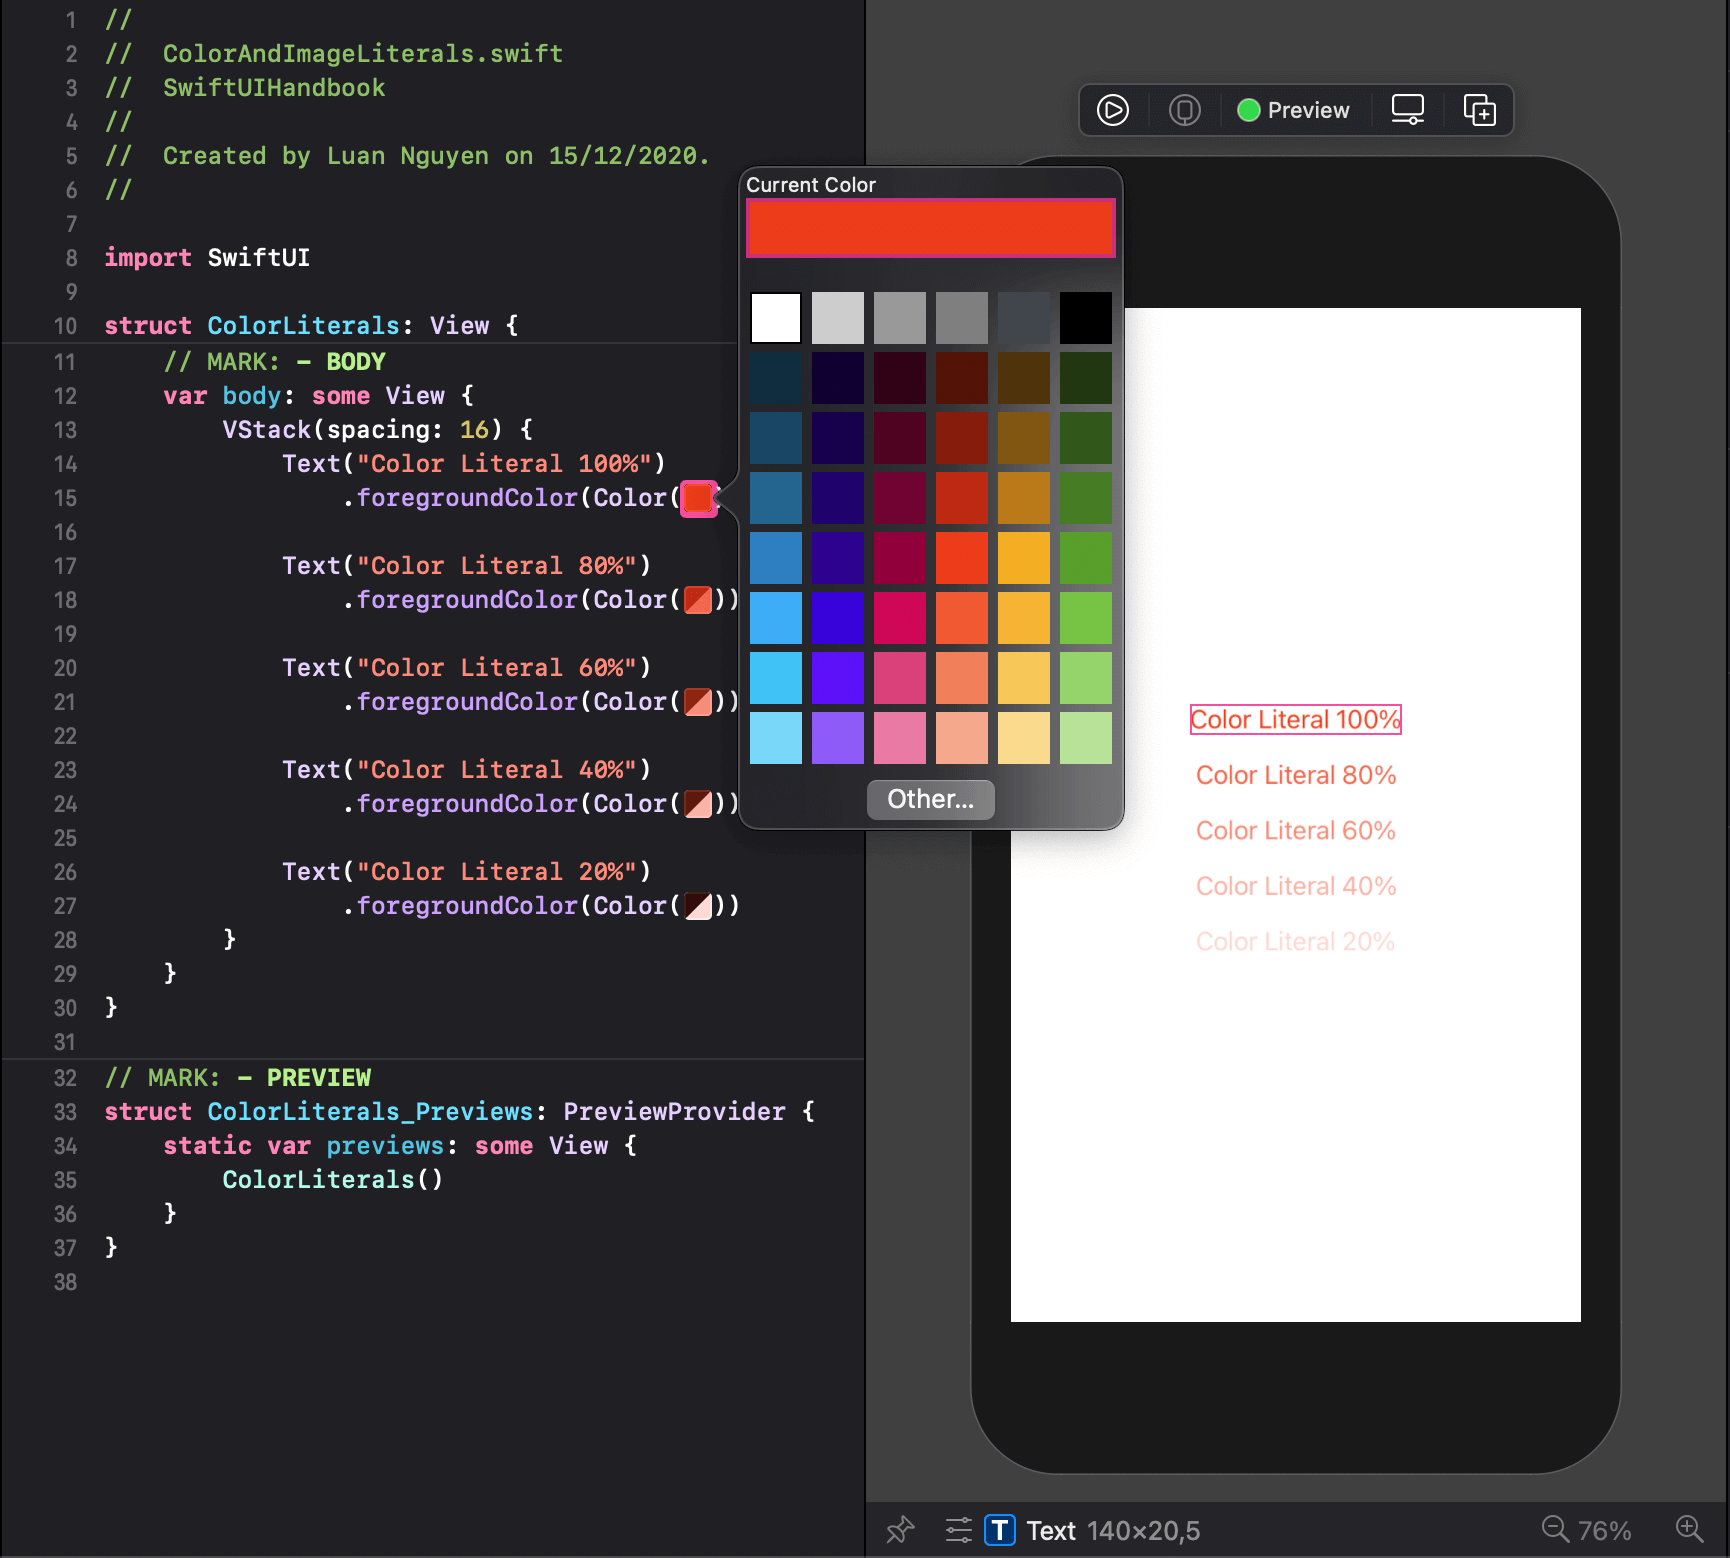 1 //
2 //  ColorAndImageLiterals.swift
3 //  SwiftUIHandbook
4 //
5 //  Created by Luan Nguyen on 15/12/2020.
6 //
7
8 import SwiftUI
9
10 struct ColorLiterals: View {
11     // MARK: - BODY
12     var body: some View {
13         VStack(spacing: 16) {
14             Text("Color Literal 100%")
15                 .foregroundColor(Color(
16
17             Text("Color Literal 80%")
18                 .foregroundColor(Color())
19
20             Text("Color Literal 60%")
21                 .foregroundColor(Color())
22
23             Text("Color Literal 40%")
24                 .foregroundColor(Color())
25
26             Text("Color Literal 20%")
27                 .foregroundColor(Color())
28         }
29     }
30 }
31
32 // MARK: - PREVIEW
33 struct ColorLiterals_Previews: PreviewProvider {
34     static var previews: some View {
35         ColorLiterals()
36     }
37 }
38
Current Color
Other...
Preview
Color Literal 100%
Color Literal 80%
Color Literal 60%
Color Literal 40%
Color Literal 20%
T Text 140×20,5
76%